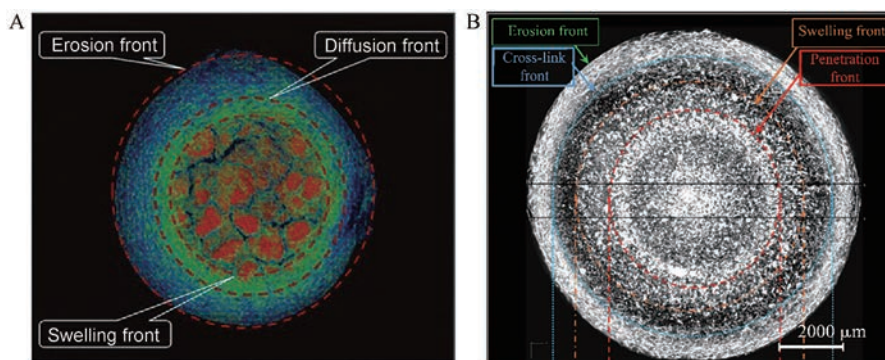 A
Erosion front
Diffusion front
Swelling front
B
Erosion front
Swelling front
Cross-link
front
Penetration
front
2000 μm